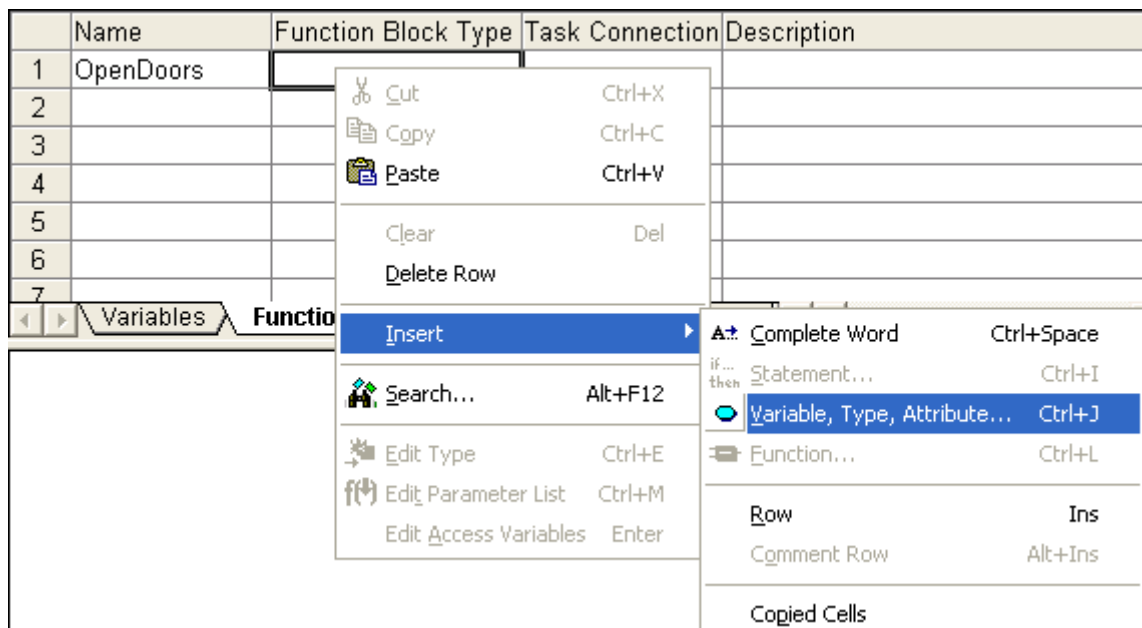 Name Function Block Type Task Connection Description
1 OpenDoors
2
3
4
5
6
7
Variables Functio
Cut Ctrl+X
Copy Ctrl+C
Paste Ctrl+V
Clear Del
Delete Row
Insert
Search... Alt+F12
Edit Type Ctrl+E
Edit Parameter List Ctrl+M
Edit Access Variables Enter
Complete Word Ctrl+Space
if... then Statement... Ctrl+I
Variable, Type, Attribute... Ctrl+J
Function... Ctrl+L
Row Ins
Comment Row Alt+Ins
Copied Cells